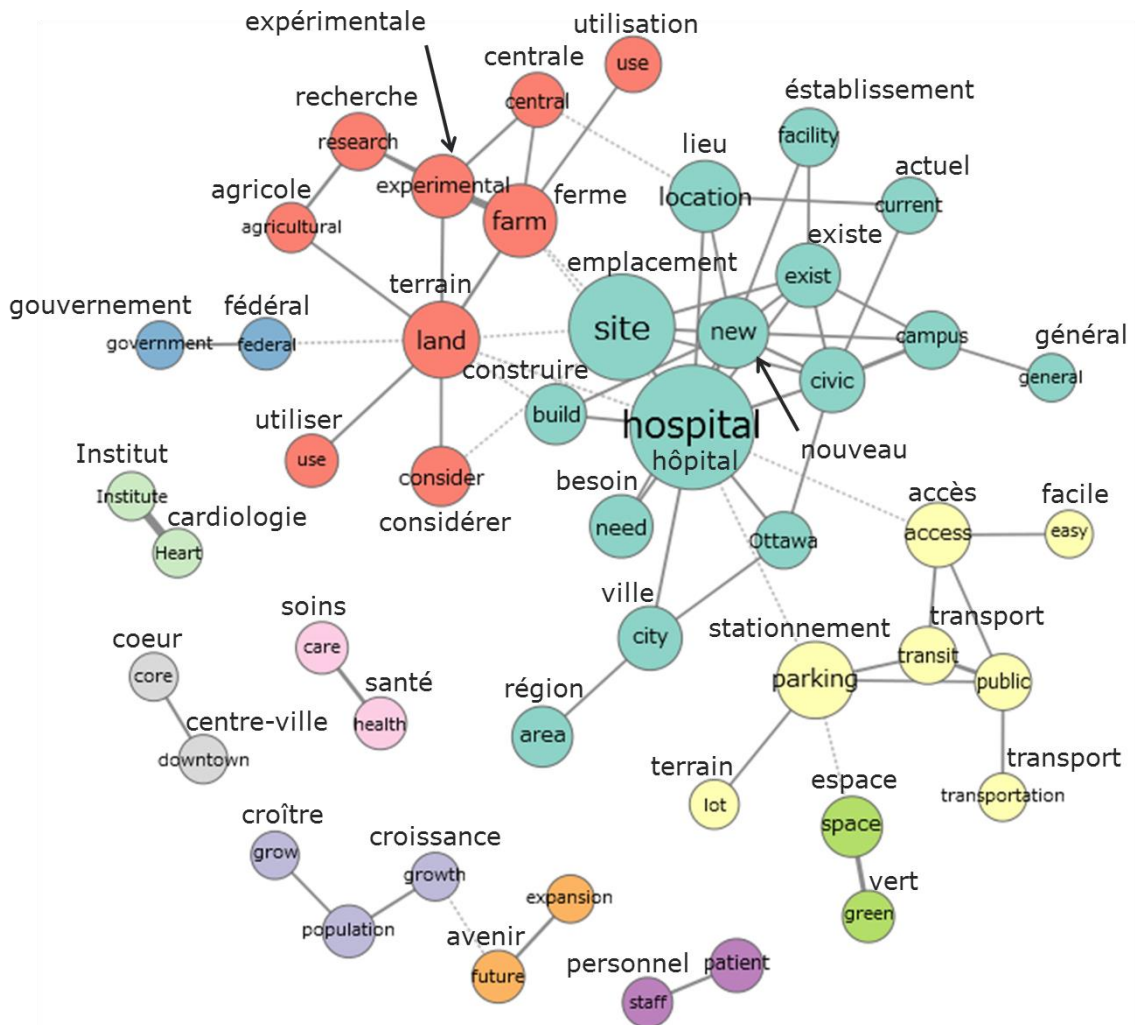 expérimentale
utilisation
centrale
use
recherche
central
établissement
research
lieu
facility
agricole
experimental
ferme
location
actuel
agricultural
farm
current
existe
terrain
emplacement
exist
gouvernement
fédéral
site
new
campus
général
government
federal
land
construire
civic
general
utiliser
build
hospital
nouveau
use
consider
hôpital
Institut
considérer
besoin
accès
facile
Institute
cardiologie
need
access
easy
Heart
Ottawa
soins
ville
transport
coeur
care
city
stationnement
transit
core
santé
région
parking
public
centre-ville
health
area
downtown
terrain
espace
transport
lot
transportation
croître
croissance
space
grow
growth
vert
population
expansion
green
avenir
future
personnel
patient
staff